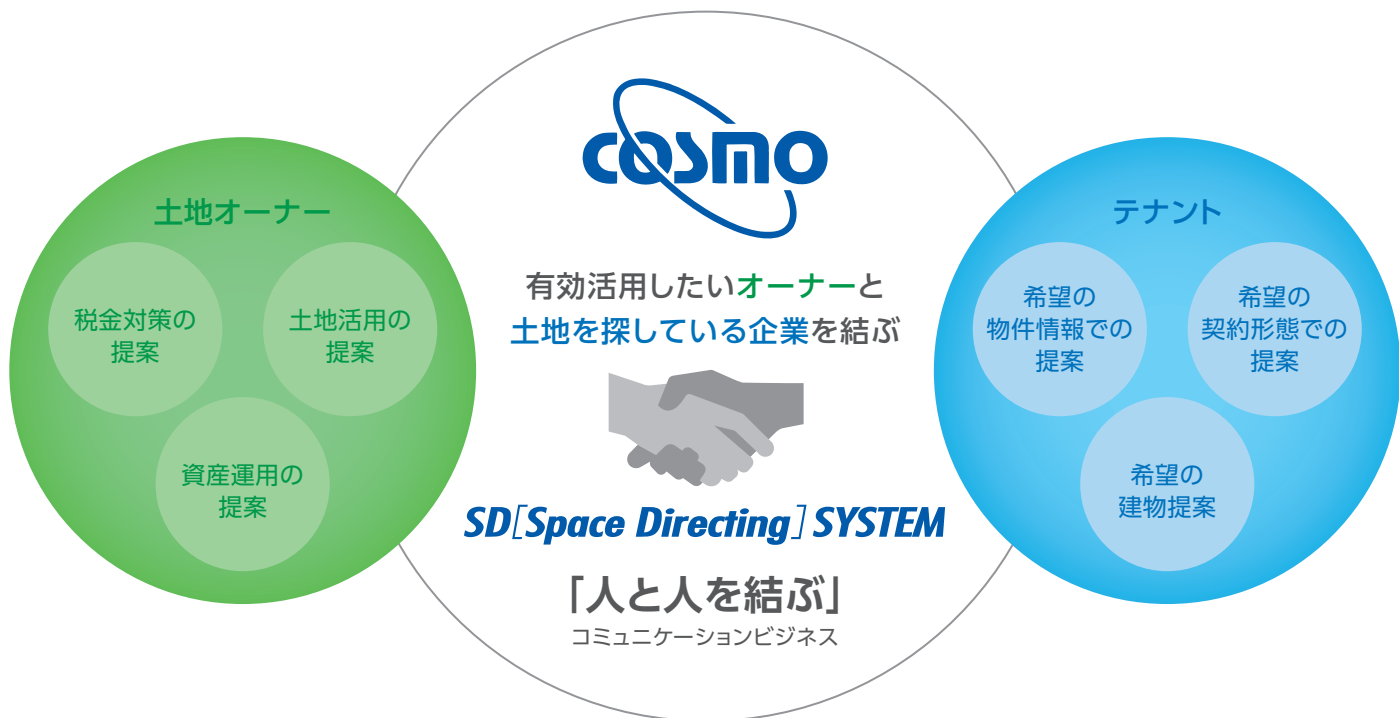 COSMO
土地オーナー
税金対策の
提案
土地活用の
提案
資産運用の
提案
有効活用したいオーナーと
土地を探している企業を結ぶ
SD[Space Directing] SYSTEM
「人と人を結ぶ」
コミュニケーションビジネス
テナント
希望の
物件情報での
提案
希望の
契約形態での
提案
希望の
建物提案